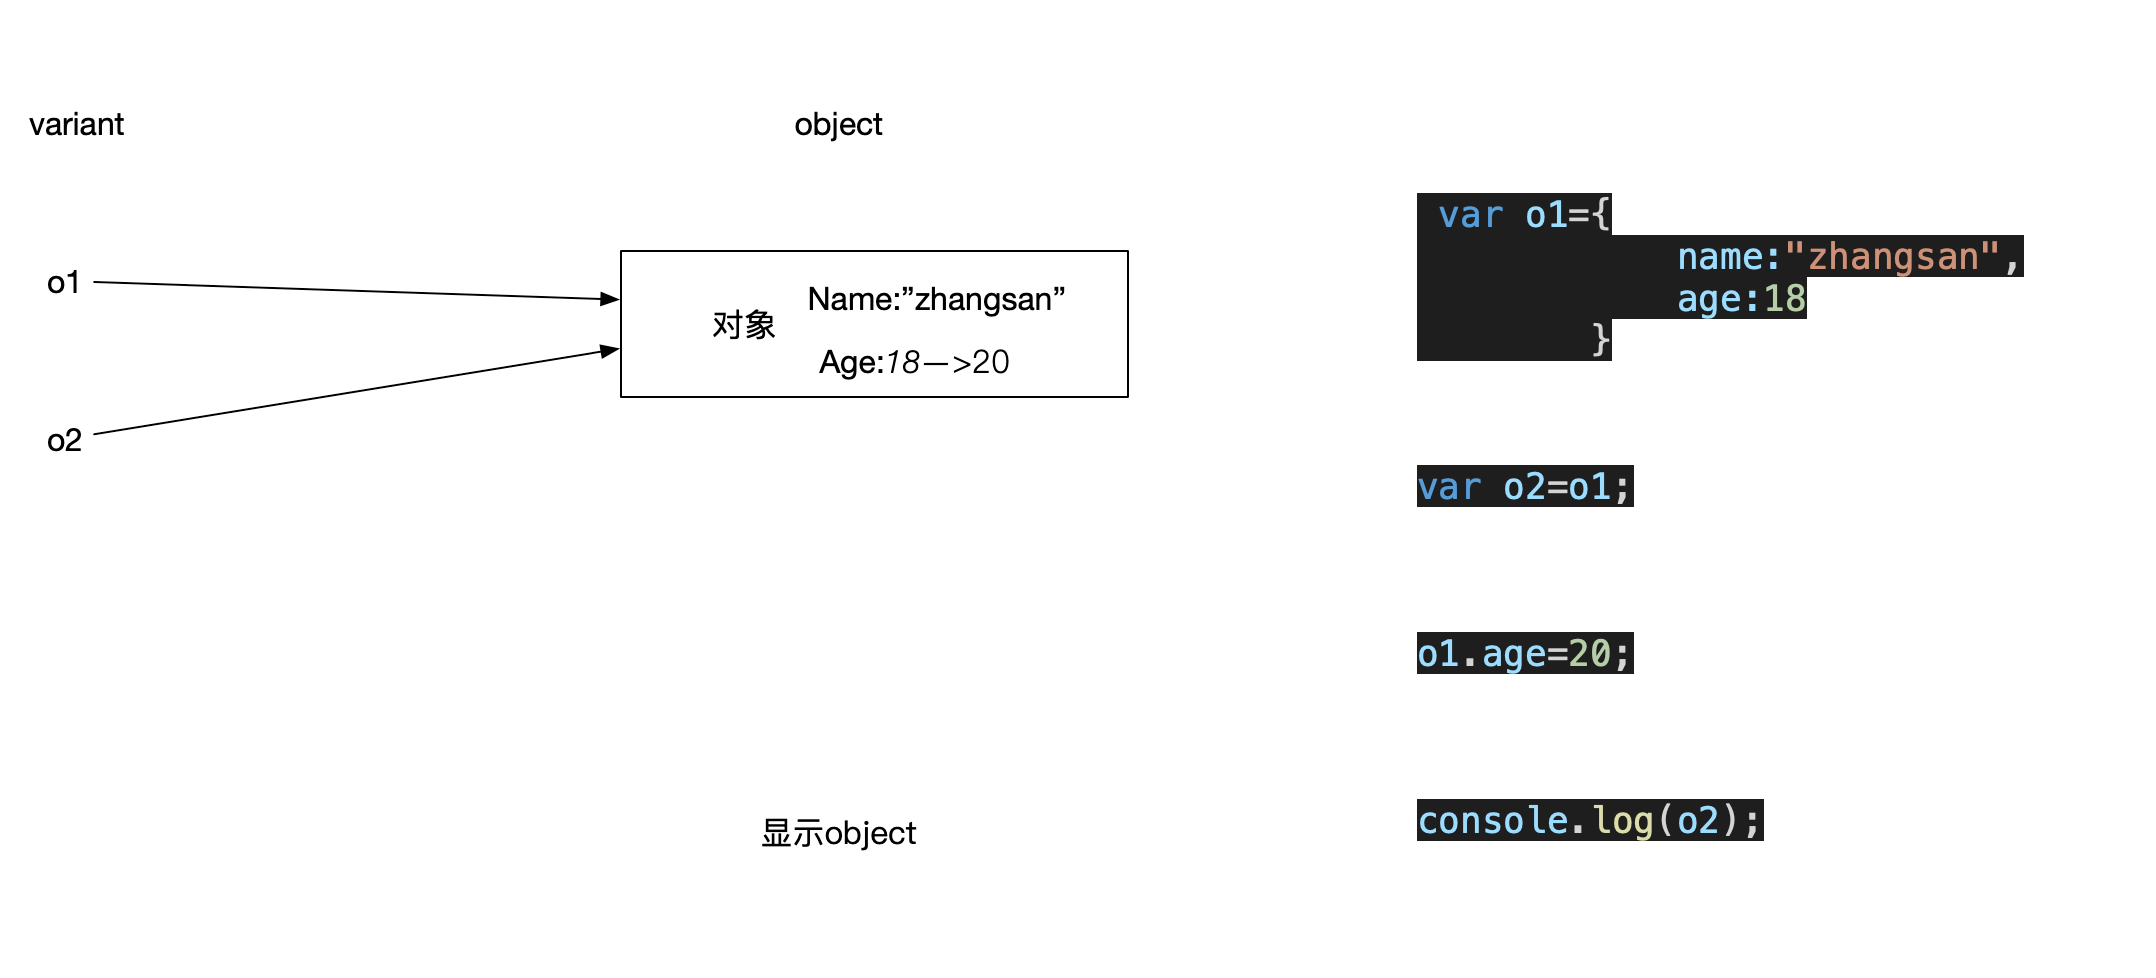 variant
object
o1
o2
对象
Name:”zhangsan”
Age:18—>20
显示object
var o1={
name:"zhangsan",
age:18
}
var o2=o1;
o1.age=20;
console.log(o2);